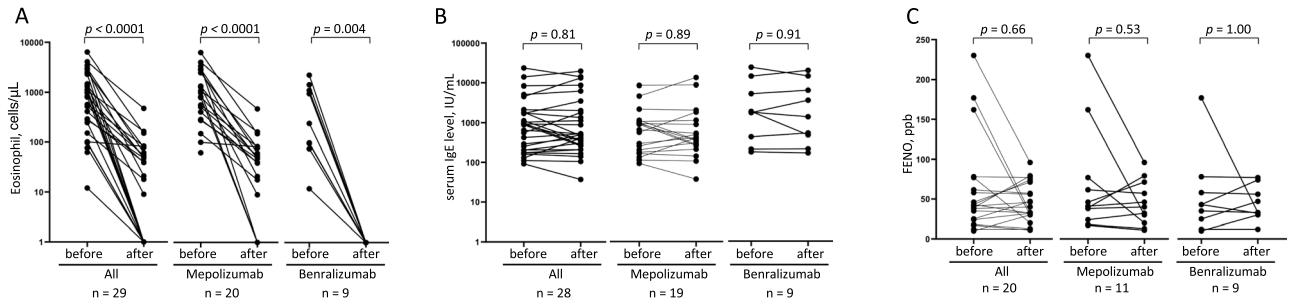 A
p < 0.0001
p < 0.0001
p = 0.004
Eosinophil, cells/μL
10000
1000
100
10
1
before after
before after
before after
All
Mepolizumab
Benralizumab
n = 29
n = 20
n = 9
B
p = 0.81
p = 0.89
p = 0.91
serum IgE level, IU/mL
100000
10000
1000
100
10
1
before after
before after
before after
All
Mepolizumab
Benralizumab
n = 28
n = 19
n = 9
C
p = 0.66
p = 0.53
p = 1.00
FENO, ppb
250
200
150
100
50
0
before after
before after
before after
All
Mepolizumab
Benralizumab
n = 20
n = 11
n = 9